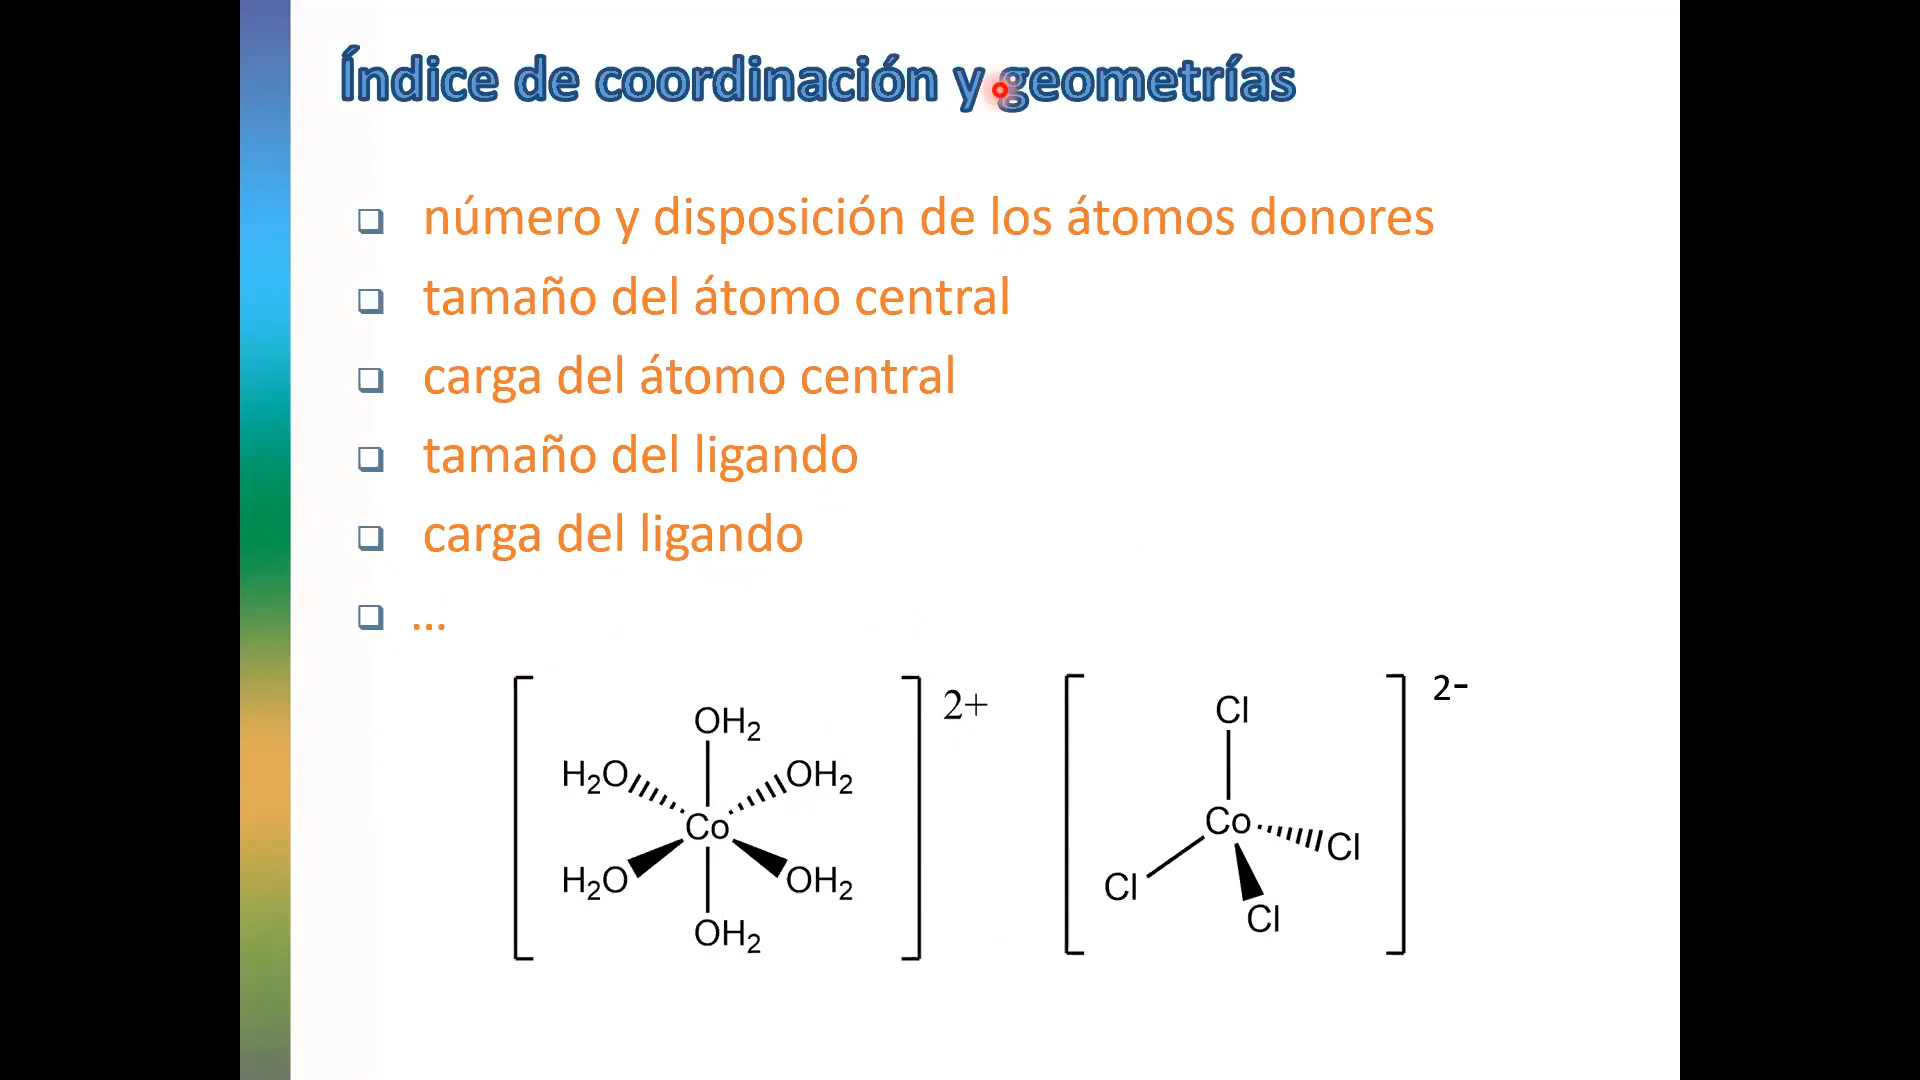 Índice de coordinación y geometrías
número y disposición de los átomos donores
tamaño del átomo central
carga del átomo central
tamaño del ligando
carga del ligando
...
2+
OH2
H2O
OH2
Co
H2O
OH2
OH2
2-
Cl
Co
Cl
Cl
Cl